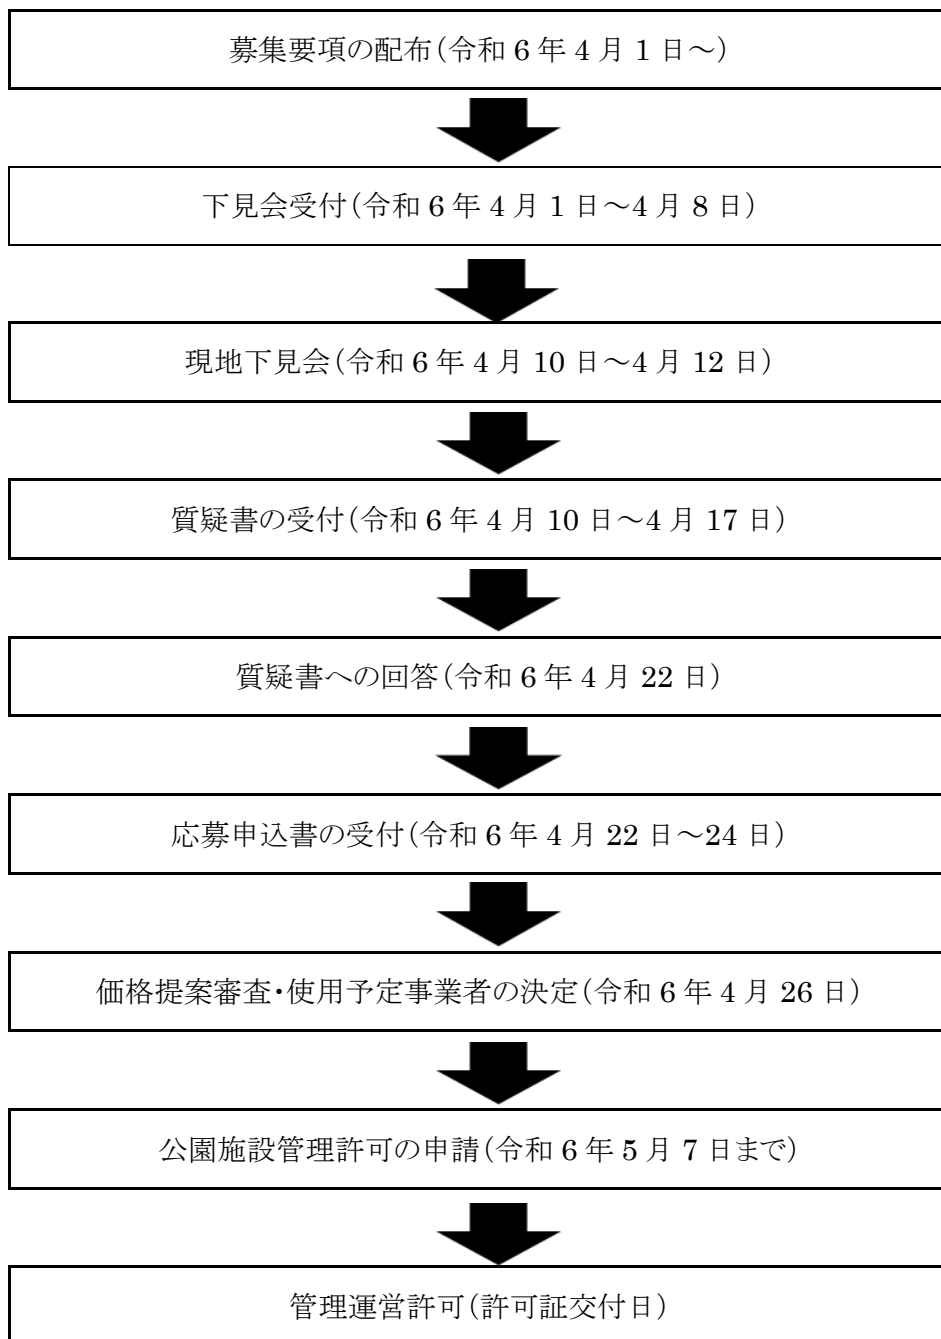 募集要項の配布(令和 6 年 4 月 1 日～)
下見会受付(令和 6 年 4 月 1 日～4 月 8 日)
現地下見会(令和 6 年 4 月 10 日～4 月 12 日)
質疑書の受付(令和 6 年 4 月 10 日～4 月 17 日)
質疑書への回答(令和 6 年 4 月 22 日)
応募申込書の受付(令和 6 年 4 月 22 日～24 日)
価格提案審査・使用予定事業者の決定(令和 6 年 4 月 26 日)
公園施設管理許可の申請(令和 6 年 5 月 7 日まで)
管理運営許可(許可証交付日)